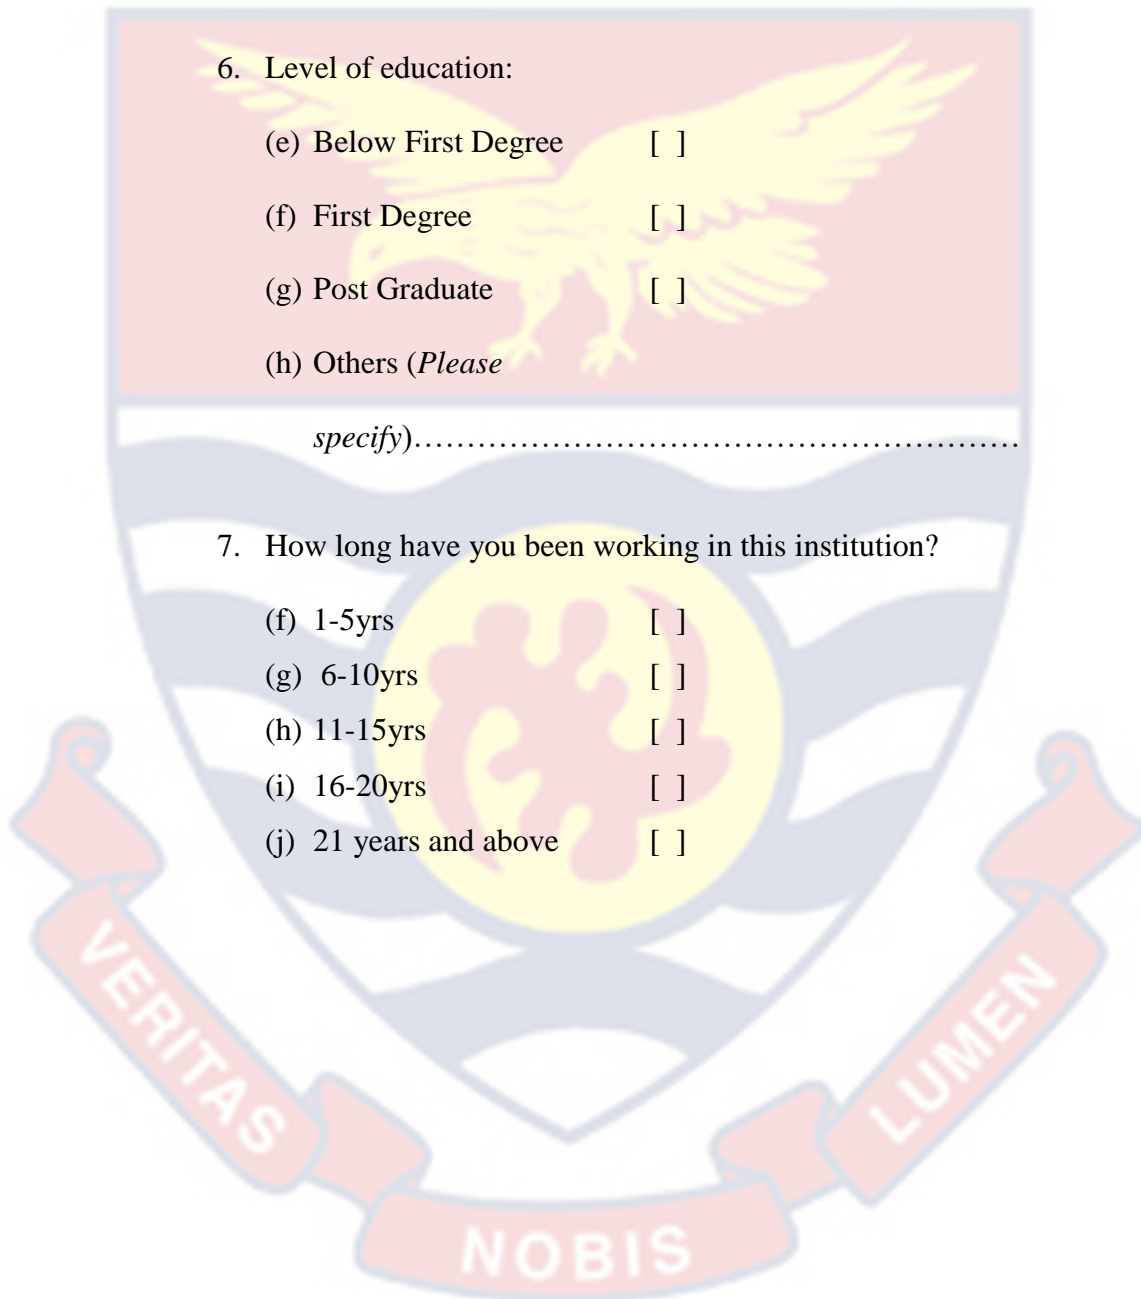 6. Level of education:
(e) Below First Degree [ ]
(f) First Degree [ ]
(g) Post Graduate [ ]
(h) Others (Please
specify)…………………………………………………
7. How long have you been working in this institution?
(f) 1-5yrs [ ]
(g) 6-10yrs [ ]
(h) 11-15yrs [ ]
(i) 16-20yrs [ ]
(j) 21 years and above [ ]
VERITAS
NOBIS
LUMEN